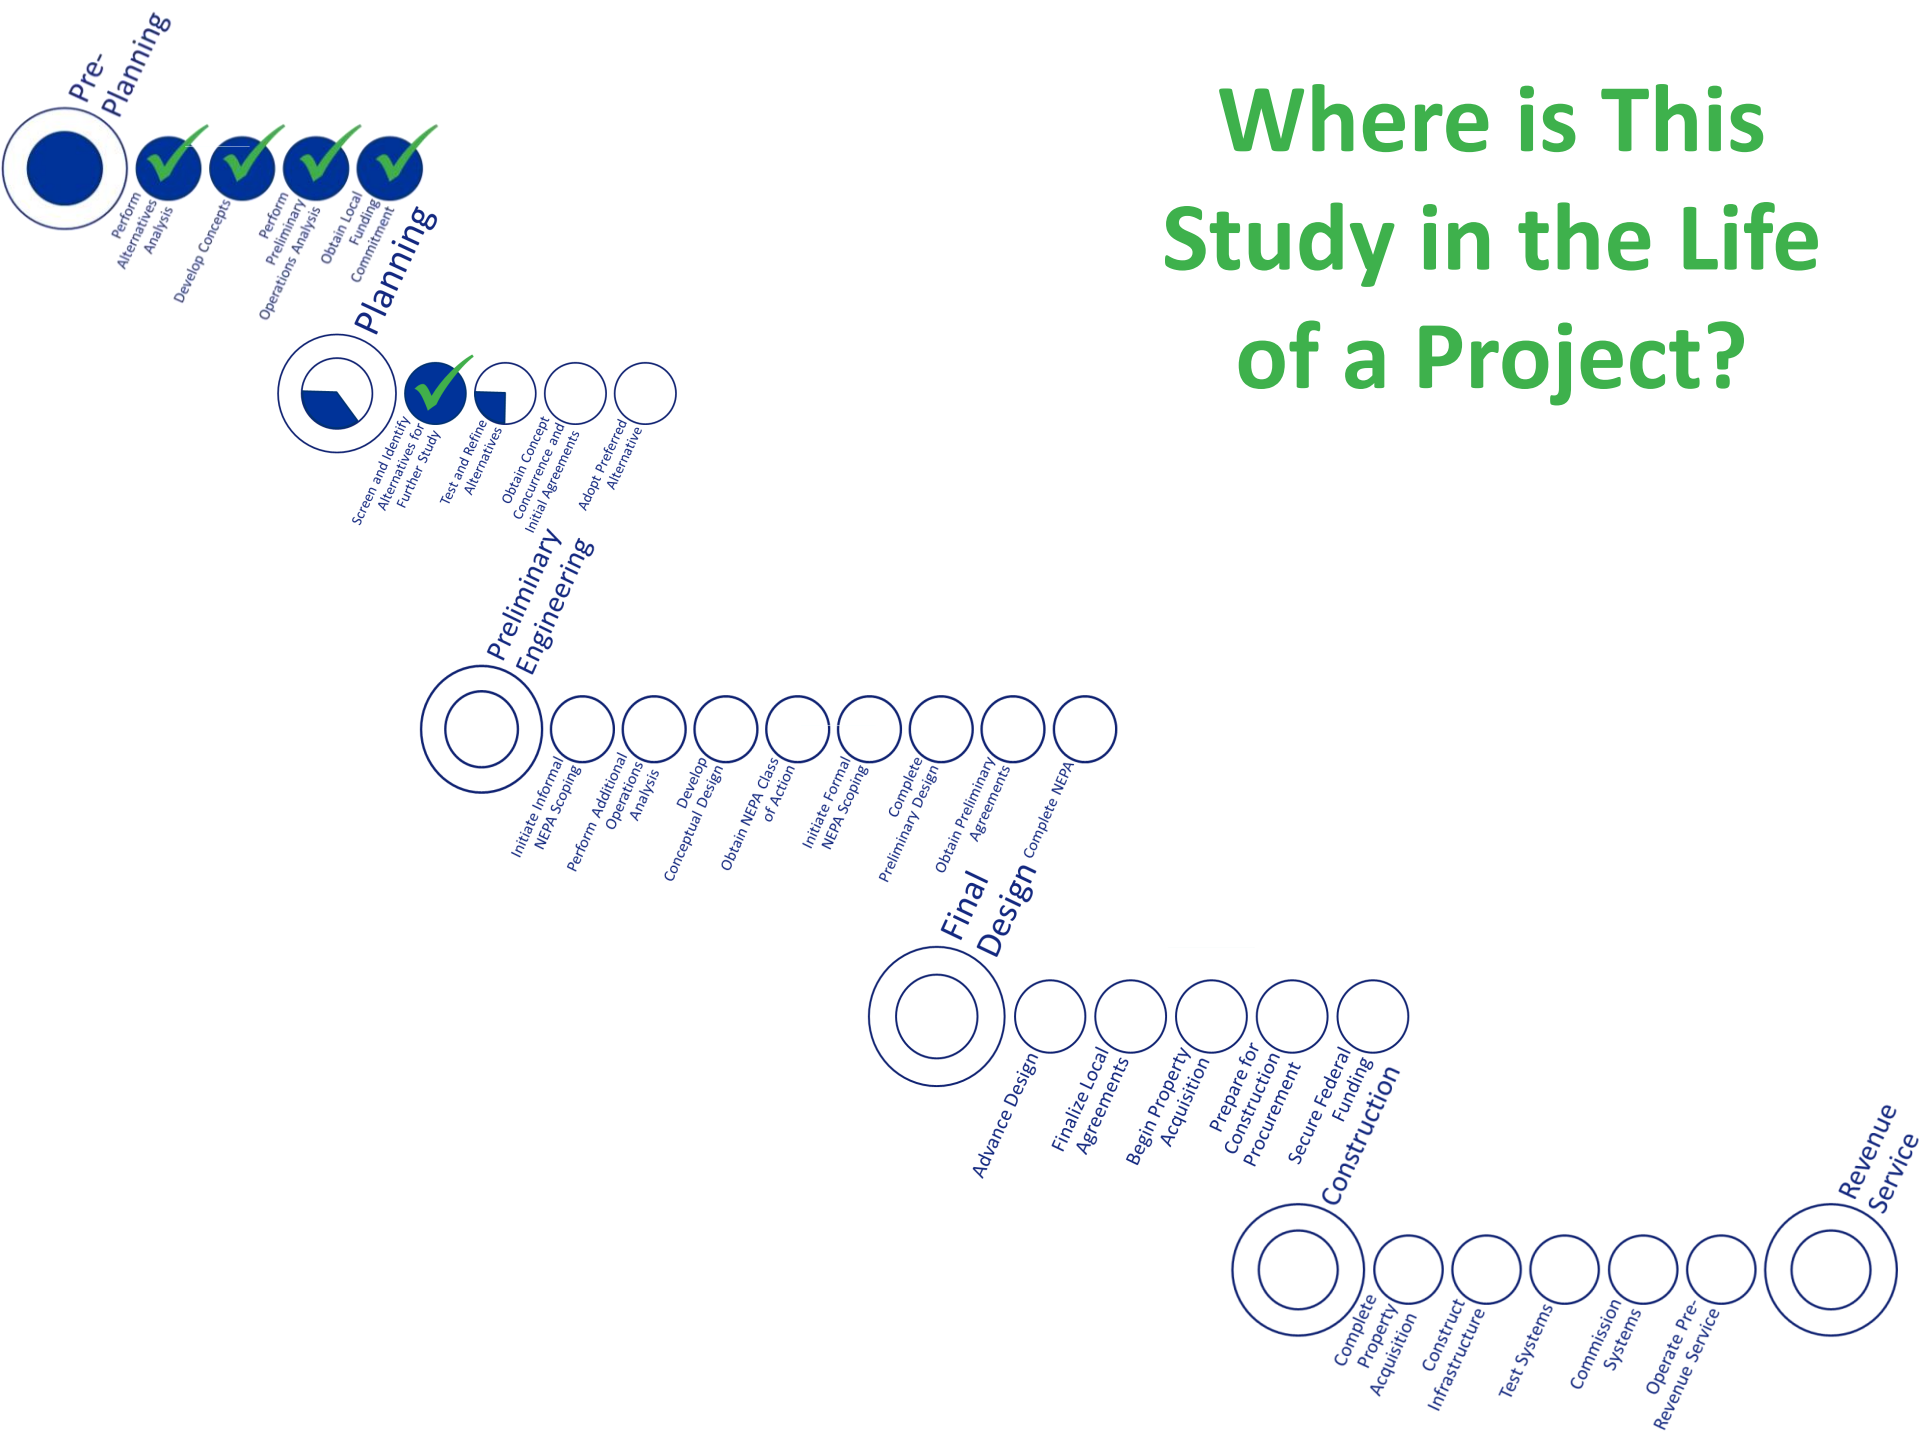 Where is This
Study in the Life
of a Project?
Pre-
Planning
Perform
Alternatives
Analysis
Develop Concepts
Perform
Preliminary
Operations Analysis
Obtain Local
Funding
Commitment
Planning
Screen and Identify
Alternatives for
Further Study
Test and Refine
Alternatives
Obtain Concept
Concurrence and
Initial Agreements
Adopt Preferred
Alternative
Preliminary
Engineering
Initiate Informal
NEPA Scoping
Perform Additional
Operations
Analysis
Develop
Conceptual Design
Obtain NEPA Class
of Action
Initiate Formal
NEPA Scoping
Complete
Preliminary Design
Obtain Preliminary
Agreements
Complete NEPA
Final
Design
Advance Design
Finalize Local
Agreements
Begin Property
Acquisition
Prepare for
Construction
Procurement
Secure Federal
Funding
Construction
Complete
Property
Acquisition
Construct
Infrastructure
Test Systems
Commission
Systems
Operate Pre-
Revenue Service
Revenue
Service